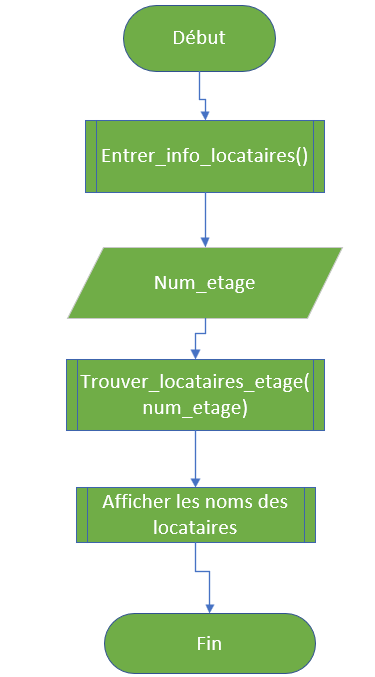 Début
Entrer_info_locataires()
Num_etage
Trouver_locataires_etage(
num_etage)
Afficher les noms des
locataires
Fin